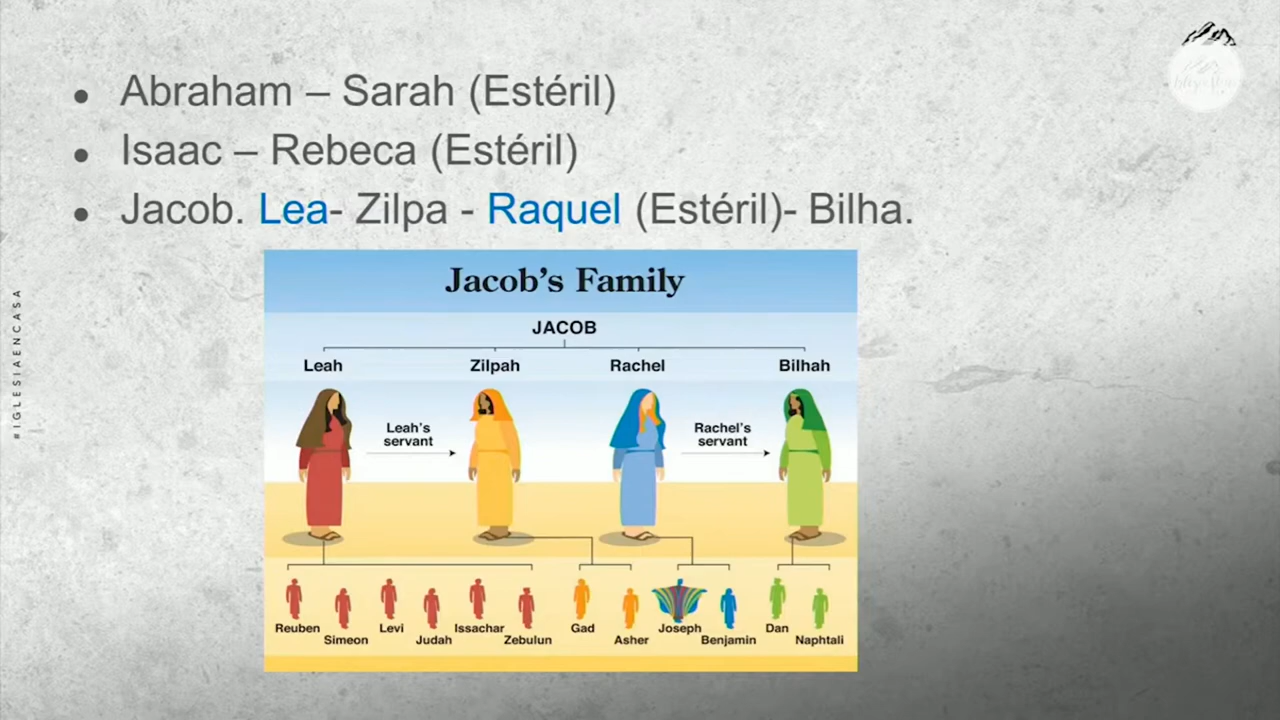 • Abraham – Sarah (Estéril)
• Isaac – Rebeca (Estéril)
• Jacob. Lea- Zilpa - Raquel (Estéril)- Bilha.
#IGLESIAENCASA
Jacob's Family
JACOB
Leah Zilpah Rachel Bilhah
Leah's
servant
Rachel's
servant
Reuben Simeon Levi Judah Issachar Zebulun Gad Asher Joseph Benjamin Dan Naphtali